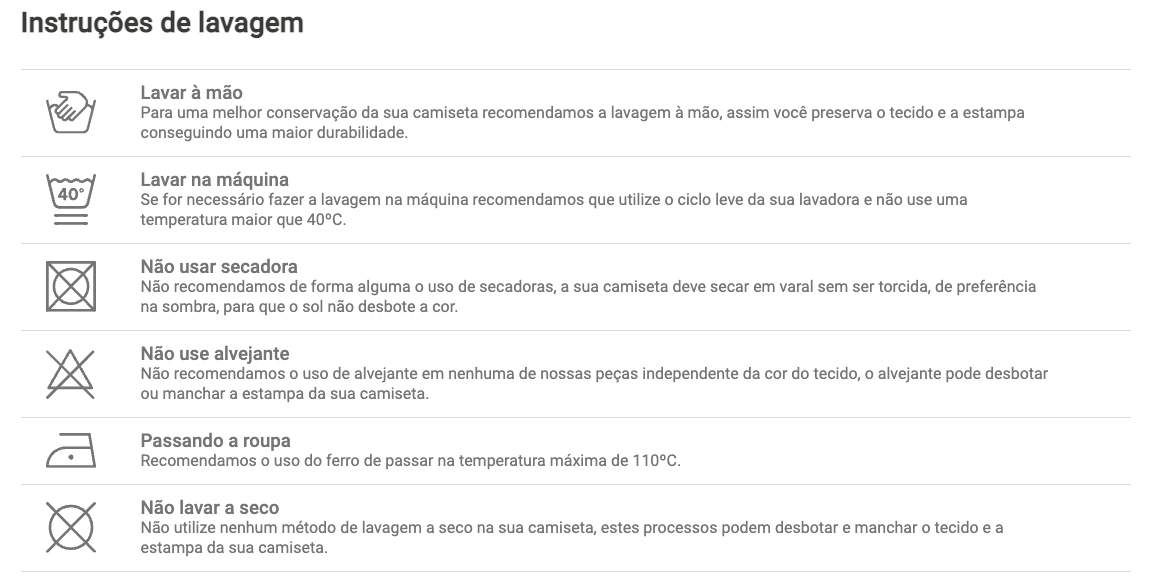 Instruções de lavagem
Lavar à mão
Para uma melhor conservação da sua camiseta recomendamos a lavagem à mão, assim você preserva o tecido e a estampa
conseguindo uma maior durabilidade.
40°
Lavar na máquina
Se for necessário fazer a lavagem na máquina recomendamos que utilize o ciclo leve da sua lavadora e não use uma
temperatura maior que 40ºC.
Não usar secadora
Não recomendamos de forma alguma o uso de secadoras, a sua camiseta deve secar em varal sem ser torcida, de preferência
na sombra, para que o sol não desbote a cor.
Não use alvejante
Não recomendamos o uso de alvejante em nenhuma de nossas peças independente da cor do tecido, o alvejante pode desbotar
ou manchar a estampa da sua camiseta.
Passando a roupa
Recomendamos o uso do ferro de passar na temperatura máxima de 110ºC.
Não lavar a seco
Não utilize nenhum método de lavagem a seco na sua camiseta, estes processos podem desbotar e manchar o tecido e a
estampa da sua camiseta.